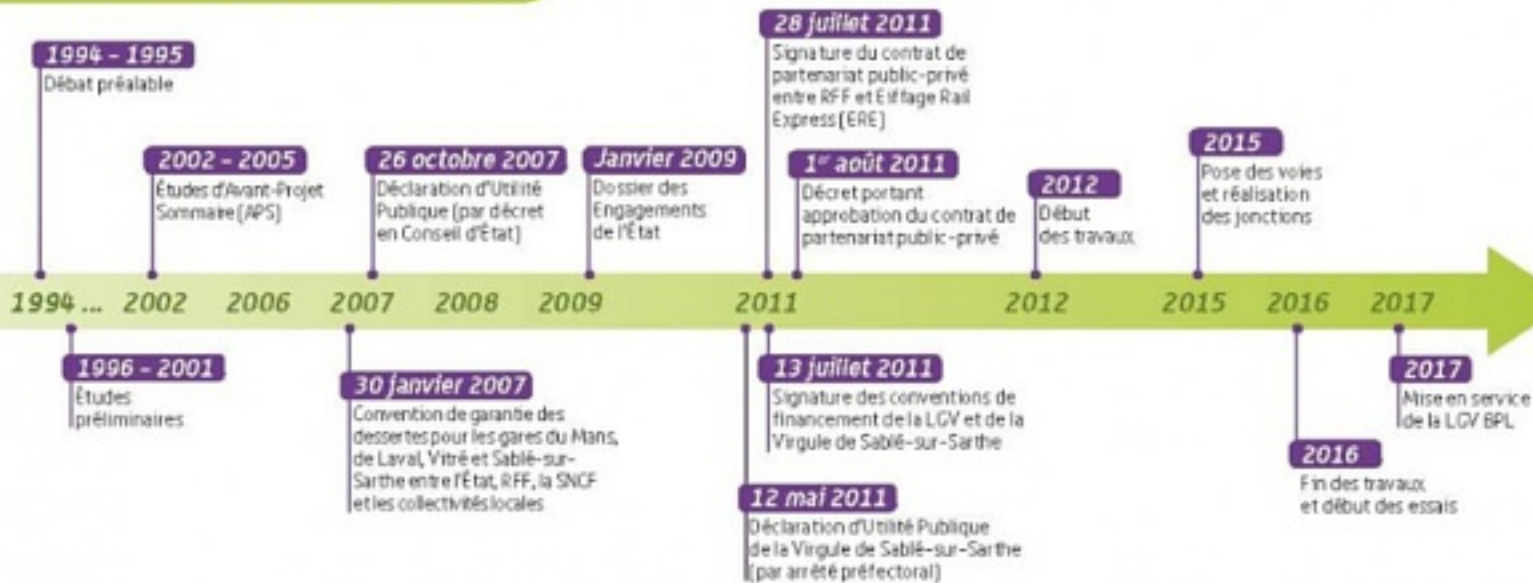 1994 – 1995
Débat préalable
2002 – 2005
Études d'Avant-Projet
Sommaire (APS)
26 octobre 2007
Déclaration d'Utilité
Publique (par décret
en Conseil d'État)
Janvier 2009
Dossier des
Engagements
de l'État
28 juillet 2011
Signature du contrat de
partenariat public-privé
entre RFF et Eiffage Rail
Express (ERE)
1er août 2011
Décret portant
approbation du contrat de
partenariat public-privé
2012
Début
des travaux
2015
Pose des voies
et réalisation
des jonctions
1994 ... 2002 2006 2007 2008 2009 2011 2012 2015 2016 2017
1996 – 2001
Études
préliminaires
30 janvier 2007
Convention de garantie des
dessertes pour les gares du Mans,
de Laval, Vitré et Sablé-sur-
Sarthe entre l'État, RFF, la SNCF
et les collectivités locales
13 juillet 2011
Signature des conventions de
financement de la LGV et de la
Virgule de Sablé-sur-Sarthe
12 mai 2011
Déclaration d'Utilité Publique
de la Virgule de Sablé-sur-Sarthe
(par arrêté préfectoral)
2016
Fin des travaux
et début des essais
2017
Mise en service
de la LGV BPL